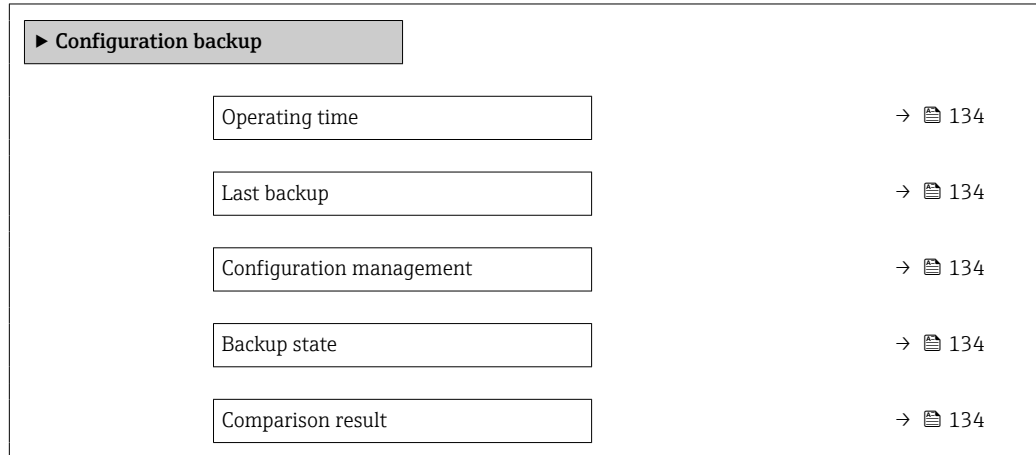 ► Configuration backup
Operating time → 134
Last backup → 134
Configuration management → 134
Backup state → 134
Comparison result → 134